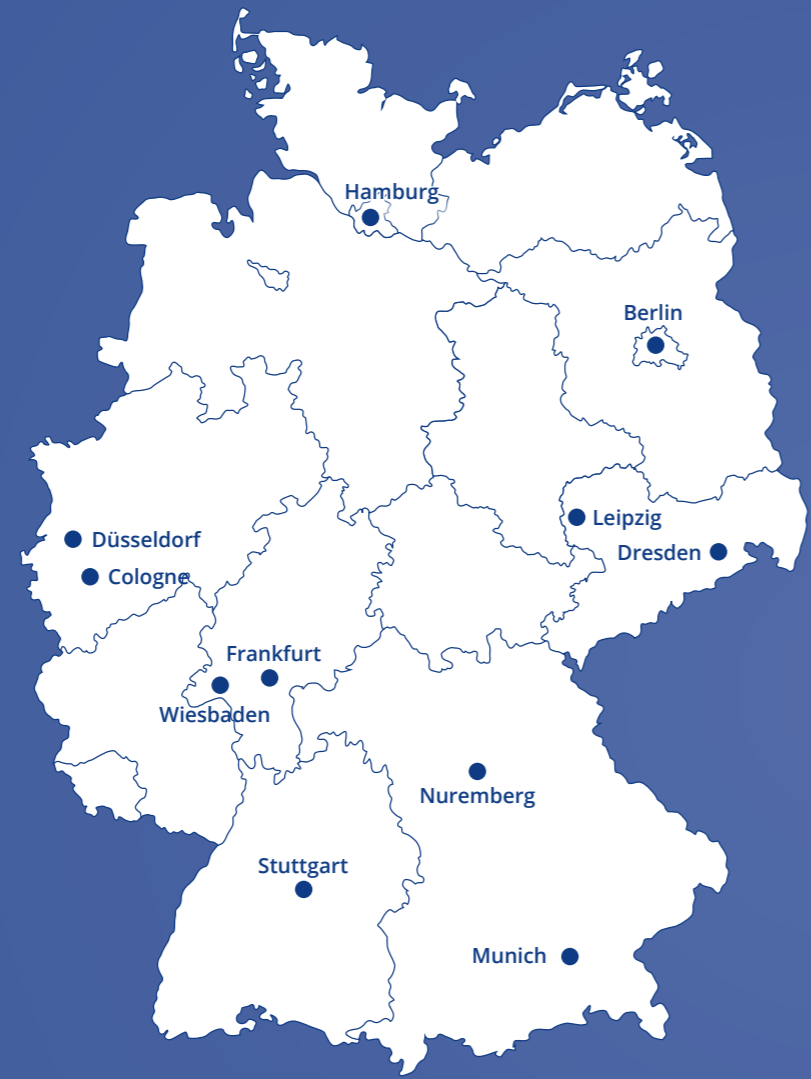 Hamburg
Berlin
Leipzig
Düsseldorf
Dresden
Cologne
Frankfurt
Wiesbaden
Nuremberg
Stuttgart
Munich